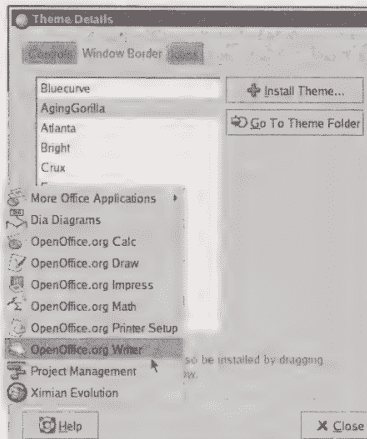 Theme Details
Controls Window Border Icons
Bluecurve
AgingGorilla
Atlanta
Bright
Crux
Install Theme...
Go To Theme Folder
More Office Applications
Dia Diagrams
OpenOffice.org Calc
OpenOffice.org Draw
OpenOffice.org Impress
OpenOffice.org Math
OpenOffice.org Printer Setup
OpenOffice.org Writer
so be installed by dragging
Project Management
ow.
Ximian Evolution
Help
Close